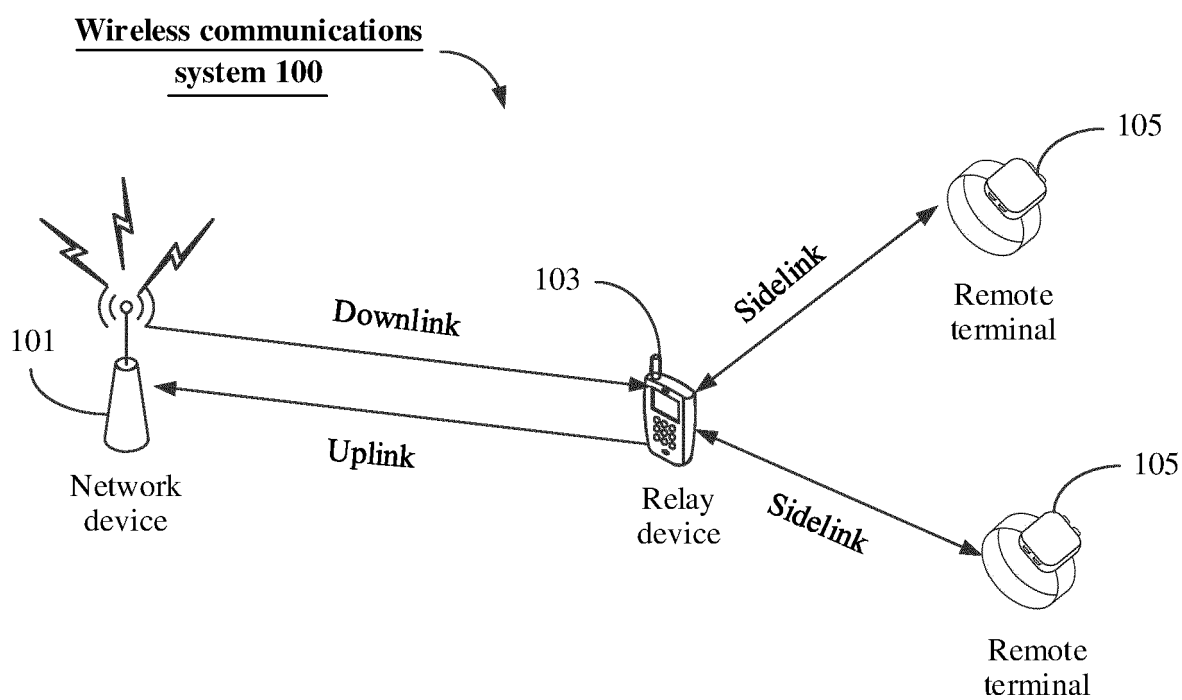 Wireless communications
system 100
105
103
Sidelink
Remote
terminal
Downlink
101
Uplink
Network
device
Relay
device
Sidelink
105
Remote
terminal